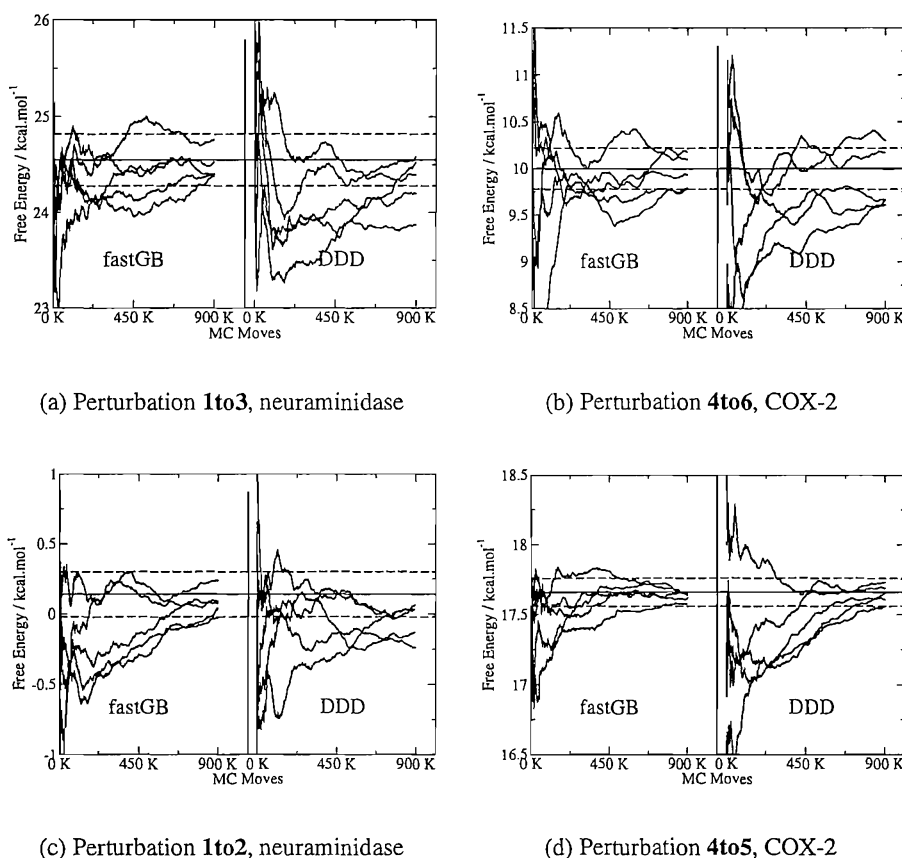 26
25
24
23
Free Energy / kcal.mol-1
fastGB
DDD
0 K 450 K 900 K 0 K 450 K 900 K
MC Moves
(a) Perturbation 1to3, neuraminidase
11.5
11
10.5
10
9.5
9
8.5
Free Energy / kcal.mol-1
fastGB
DDD
0 K 450 K 900 K 0 K 450 K 900 K
MC Moves
(b) Perturbation 4to6, COX-2
1
0.5
0
-0.5
-1
Free Energy / kcal.mol-1
fastGB
DDD
0 K 450 K 900 K 0 K 450 K 900 K
MC Moves
(c) Perturbation 1to2, neuraminidase
18.5
18
17.5
17
16.5
Free Energy / kcal.mol-1
fastGB
DDD
0 K 450 K 900 K 0 K 450 K 900 K
MC Moves
(d) Perturbation 4to5, COX-2